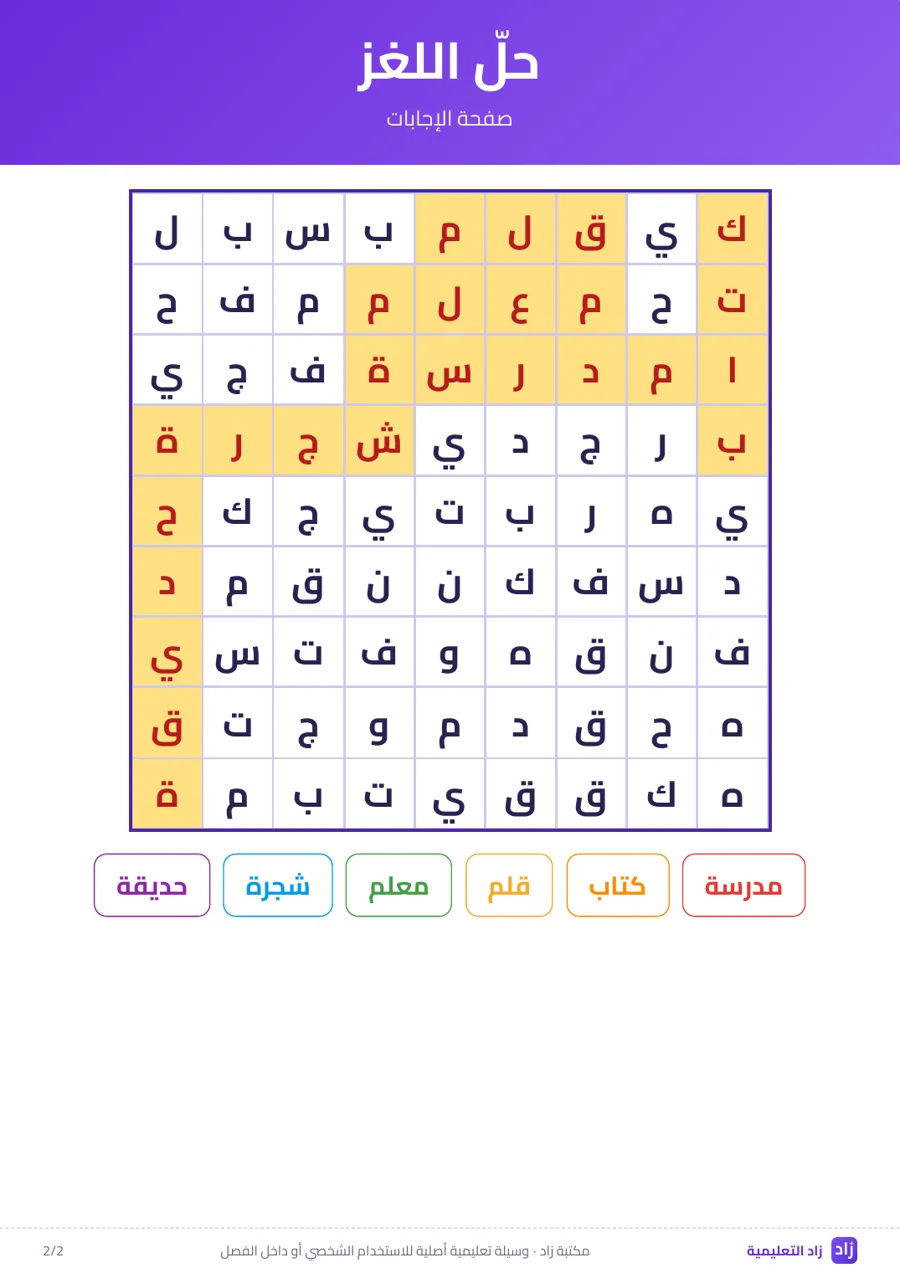 حلّ اللغز
صفحة الإجابات
ك ي ق ل م ب س ب ل
ت ح م ع ل م م ف ح
ا م د ر س ة ف ج ي
ب ر ج د ي ش ج ر ة
ي ه ر ب ت ي ج ك ح
د س ف ك ن ن ق م د
ف ن ق ه و ف ت س ي
ه ح ق د م و ج ت ق
ه ك ق ق ي ت ب م ة
مدرسة كتاب قلم معلم شجرة حديقة
زاد زاد التعليمية مكتبة زاد · وسيلة تعليمية أصلية للاستخدام الشخصي أو داخل الفصل 2/2